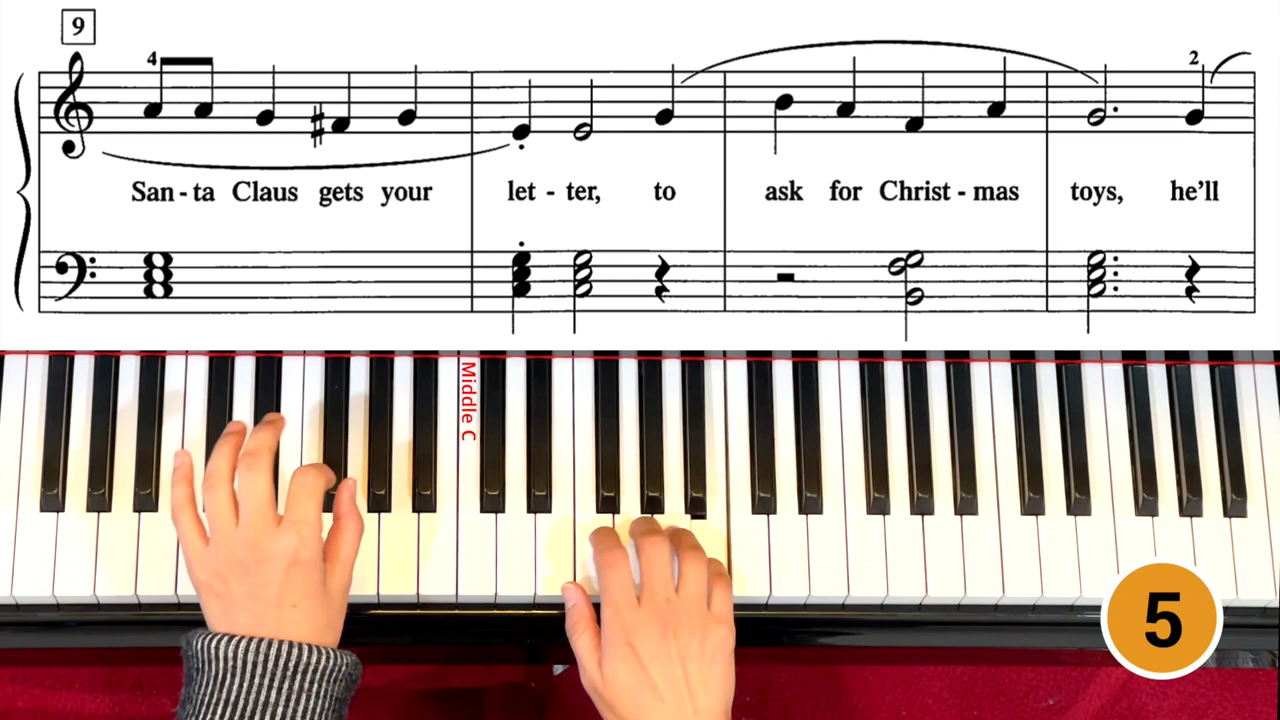 9
4
2
San - ta Claus gets your let - ter, to ask for Christ - mas toys, he'll
Middle C
5